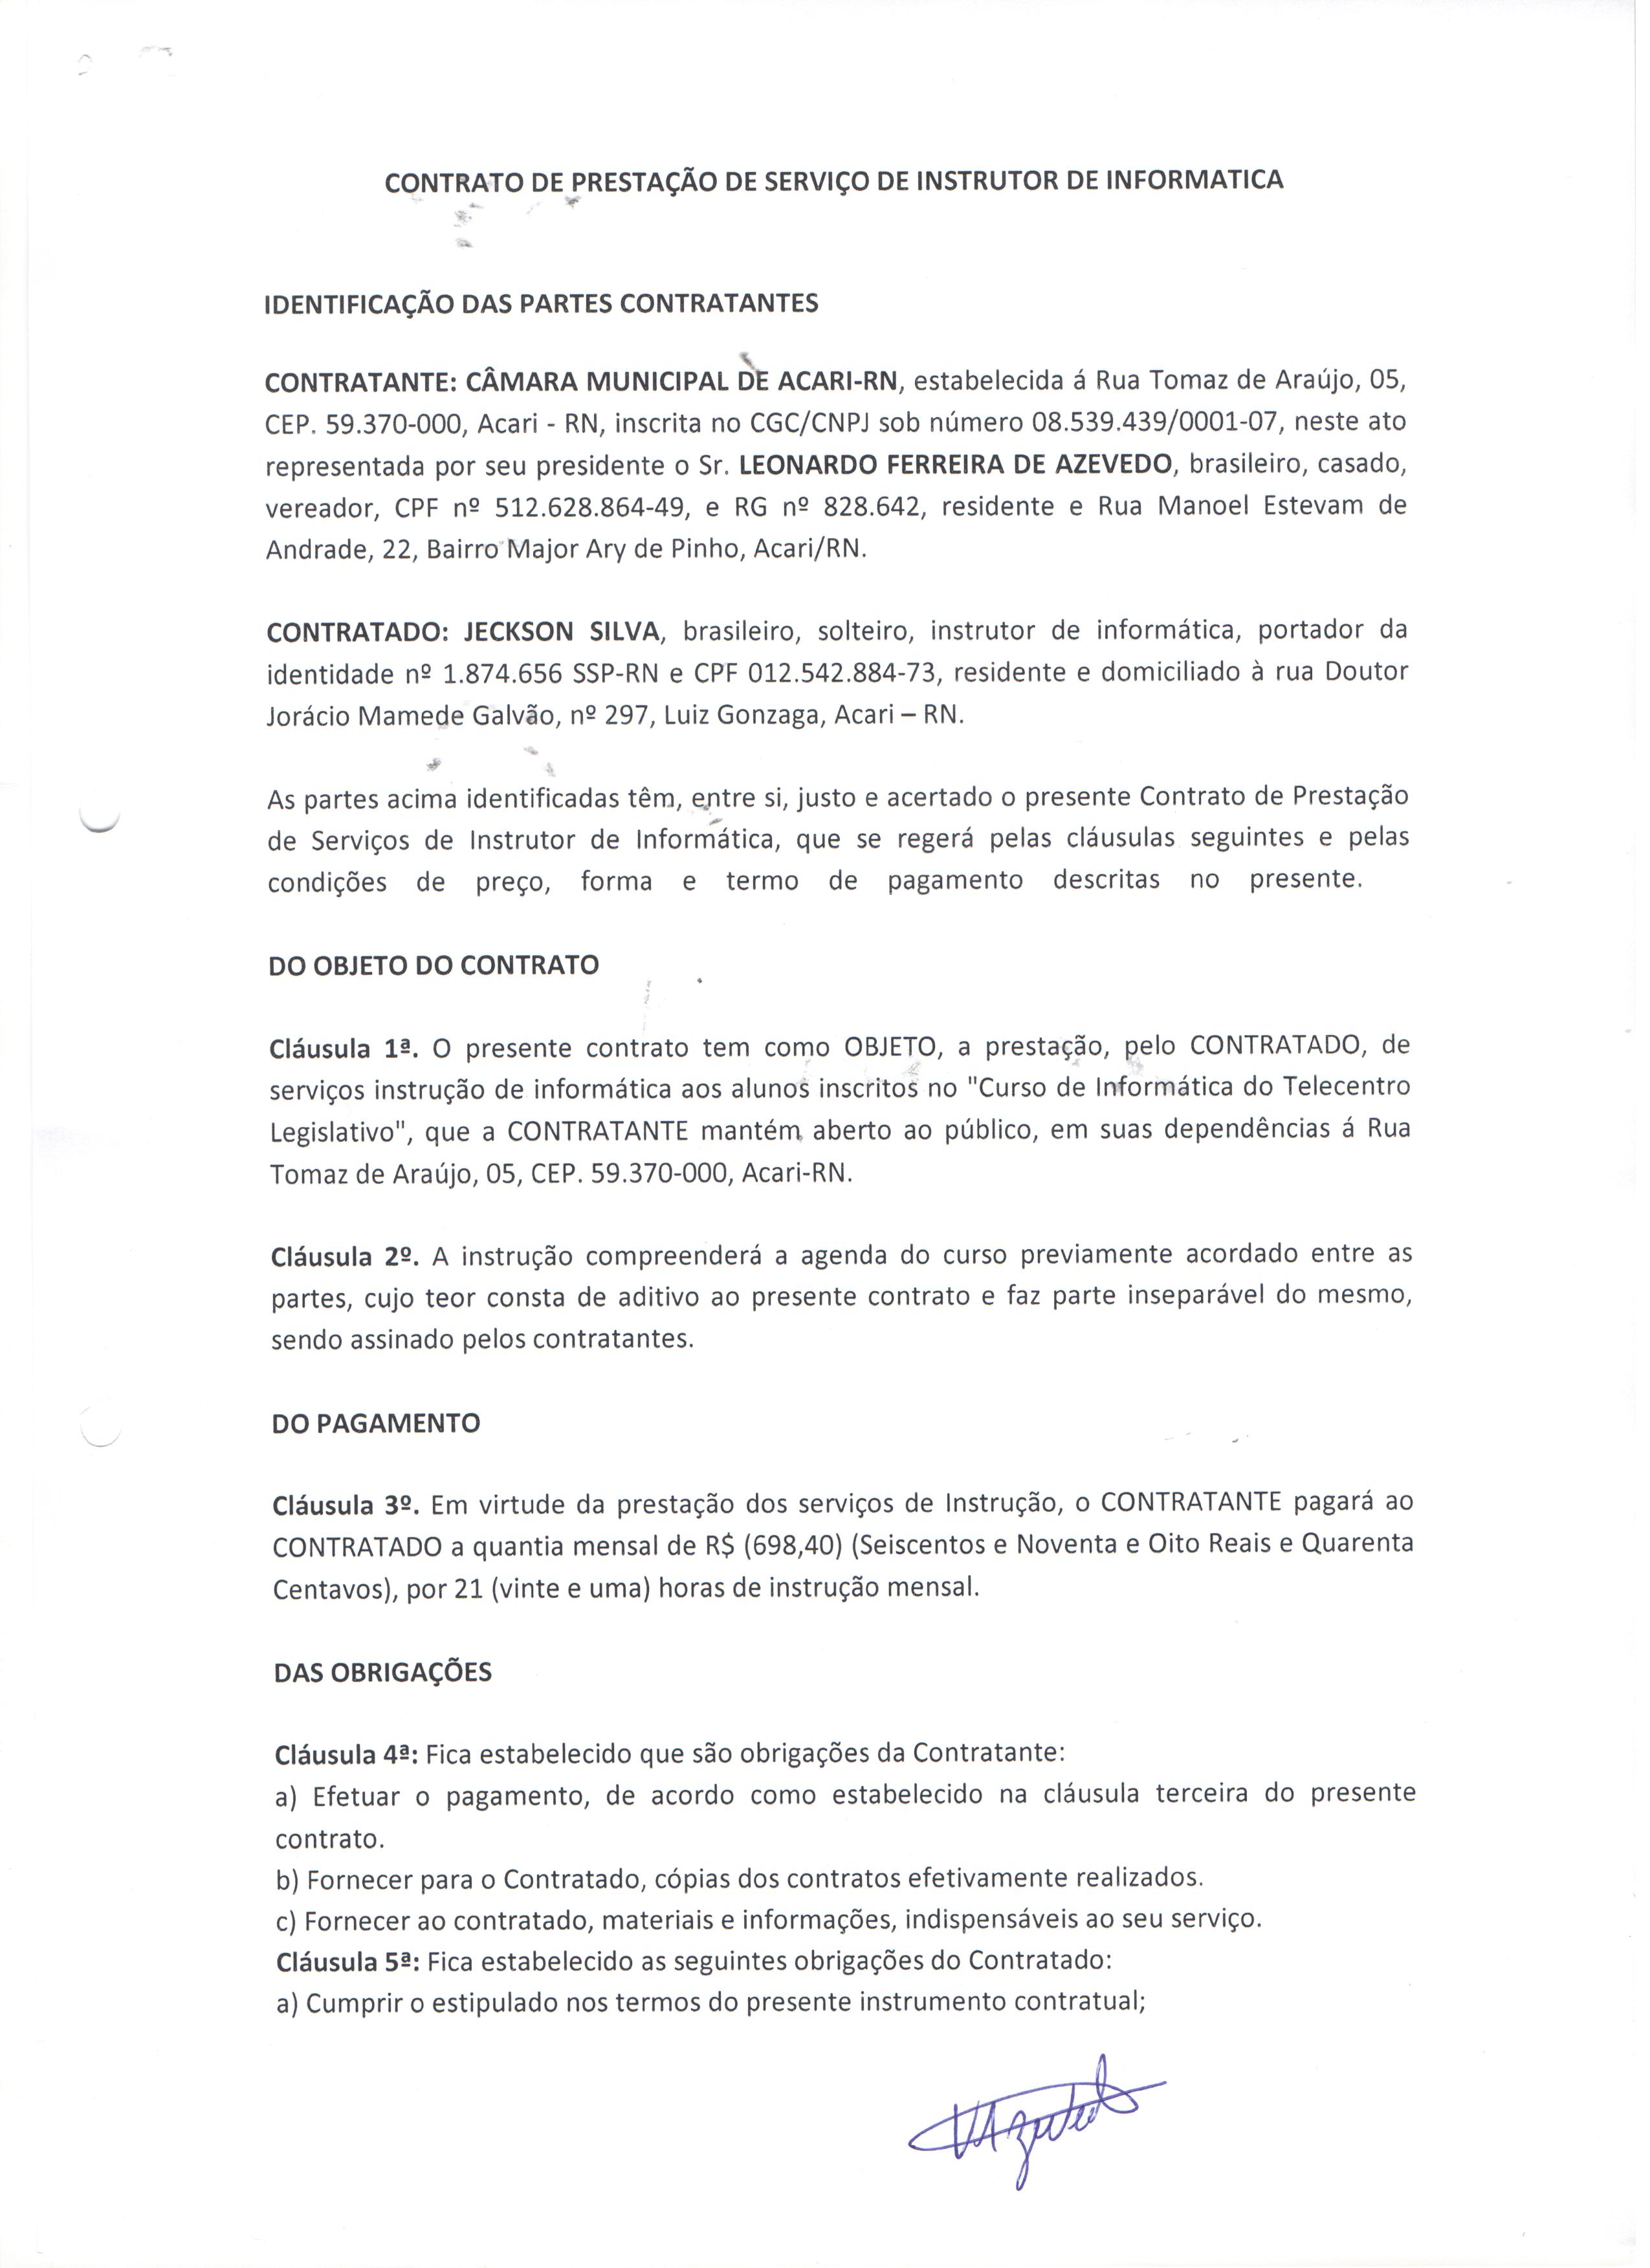 CONTRATO DE PRESTAÇÃO DE SERVIÇO DE INSTRUTOR DE INFORMATICA
IDENTIFICAÇÃO DAS PARTES CONTRATANTES
CONTRATANTE: CÂMARA MUNICIPAL DE ACARI-RN, estabelecida á Rua Tomaz de Araújo, 05,
CEP. 59.370-000, Acari - RN, inscrita no CGC/CNPJ sob número 08.539.439/0001-07, neste ato
representada por seu presidente o Sr. LEONARDO FERREIRA DE AZEVEDO, brasileiro, casado,
vereador, CPF nº 512.628.864-49, e RG nº 828.642, residente e Rua Manoel Estevam de
Andrade, 22, Bairro Major Ary de Pinho, Acari/RN.
CONTRATADO: JECKSON SILVA, brasileiro, solteiro, instrutor de informática, portador da
identidade nº 1.874.656 SSP-RN e CPF 012.542.884-73, residente e domiciliado à rua Doutor
Jorácio Mamede Galvão, nº 297, Luiz Gonzaga, Acari – RN.
As partes acima identificadas têm, entre si, justo e acertado o presente Contrato de Prestação
de Serviços de Instrutor de Informática, que se regerá pelas cláusulas seguintes e pelas
condições de preço, forma e termo de pagamento descritas no presente.
DO OBJETO DO CONTRATO
Cláusula 1ª. O presente contrato tem como OBJETO, a prestação, pelo CONTRATADO, de
serviços instrução de informática aos alunos inscritos no "Curso de Informática do Telecentro
Legislativo", que a CONTRATANTE mantém aberto ao público, em suas dependências á Rua
Tomaz de Araújo, 05, CEP. 59.370-000, Acari-RN.
Cláusula 2º. A instrução compreenderá a agenda do curso previamente acordado entre as
partes, cujo teor consta de aditivo ao presente contrato e faz parte inseparável do mesmo,
sendo assinado pelos contratantes.
DO PAGAMENTO
Cláusula 3º. Em virtude da prestação dos serviços de Instrução, o CONTRATANTE pagará ao
CONTRATADO a quantia mensal de R$ (698,40) (Seiscentos e Noventa e Oito Reais e Quarenta
Centavos), por 21 (vinte e uma) horas de instrução mensal.
DAS OBRIGAÇÕES
Cláusula 4ª: Fica estabelecido que são obrigações da Contratante:
a) Efetuar o pagamento, de acordo como estabelecido na cláusula terceira do presente
contrato.
b) Fornecer para o Contratado, cópias dos contratos efetivamente realizados.
c) Fornecer ao contratado, materiais e informações, indispensáveis ao seu serviço.
Cláusula 5ª: Fica estabelecido as seguintes obrigações do Contratado:
a) Cumprir o estipulado nos termos do presente instrumento contratual;